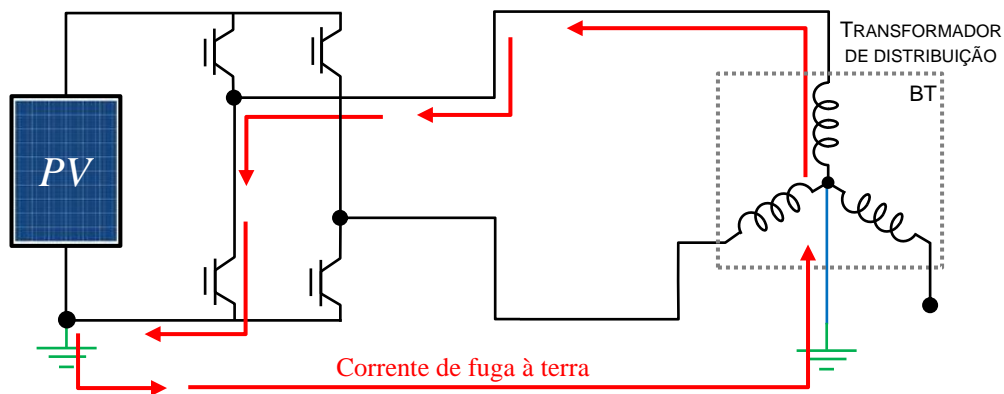 TRANSFORMADOR
DE DISTRIBUIÇÃO
BT
PV
Corrente de fuga à terra